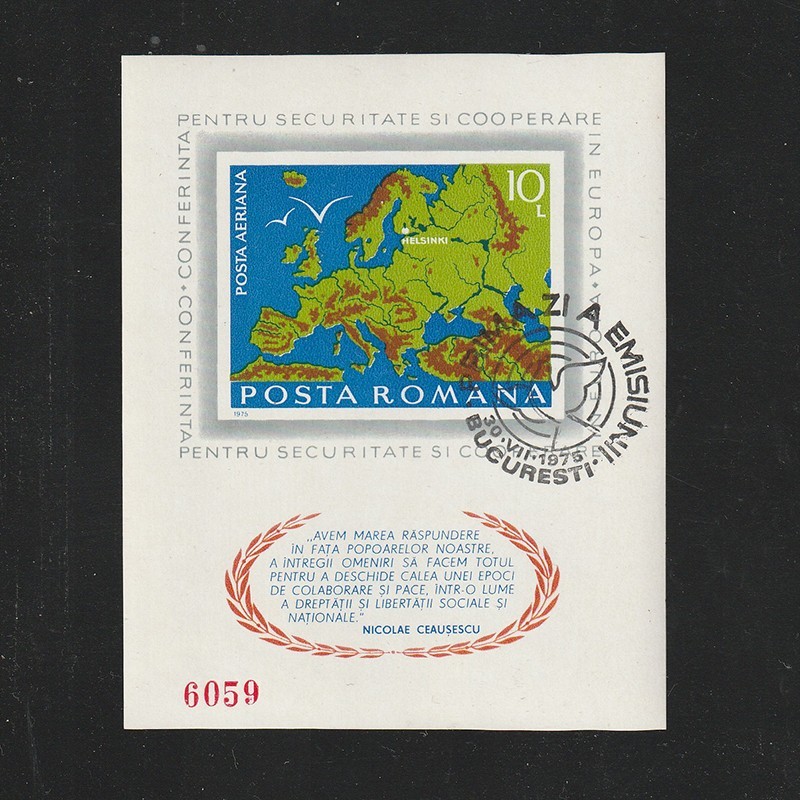 PENTRU SECURITATE SI COOPERARE
IN EUROPA
CONFERINTA
POSTA AERIANA
10 L
HELSINKI
POSTA ROMANA
1975
CONFERINTA
PENTRU SECURITATE SI
PRIMA ZI A EMISIUNII
30.VII.1975
BUCURESTI
„AVEM MAREA RĂSPUNDERE
ÎN FAȚA POPOARELOR NOASTRE,
A ÎNTREGII OMENIRI SĂ FACEM TOTUL
PENTRU A DESCHIDE CALEA UNEI EPOCI
DE COLABORARE ȘI PACE, ÎNTR-O LUME
A DREPTĂȚII ȘI LIBERTĂȚII SOCIALE ȘI
NAȚIONALE."
NICOLAE CEAUȘESCU
6059